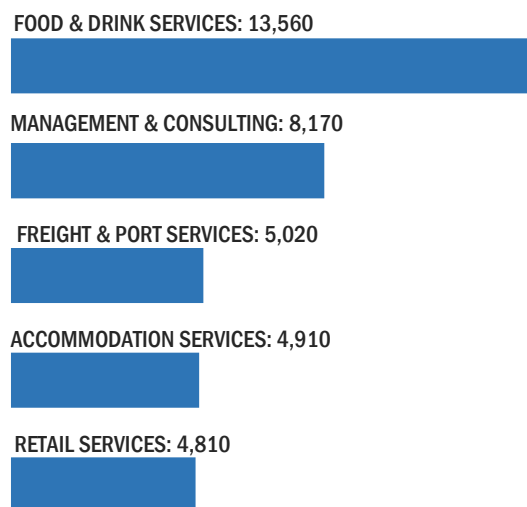 FOOD & DRINK SERVICES: 13,560
MANAGEMENT & CONSULTING: 8,170
FREIGHT & PORT SERVICES: 5,020
ACCOMMODATION SERVICES: 4,910
RETAIL SERVICES: 4,810